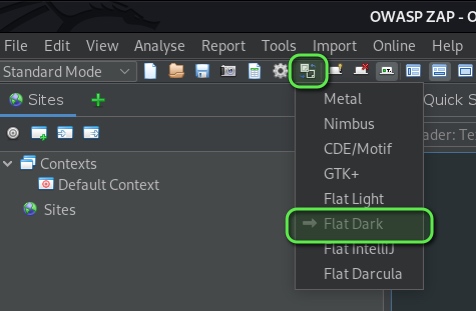 OWASP ZAP - O
File Edit View Analyse Report Tools Import Online Help
Standard Mode
Sites
Quick S
Metal
Nimbus
ader: Te
CDE/Motif
Contexts
GTK+
Default Context
Flat Light
Sites
Flat Dark
Flat IntelliJ
Flat Darcula